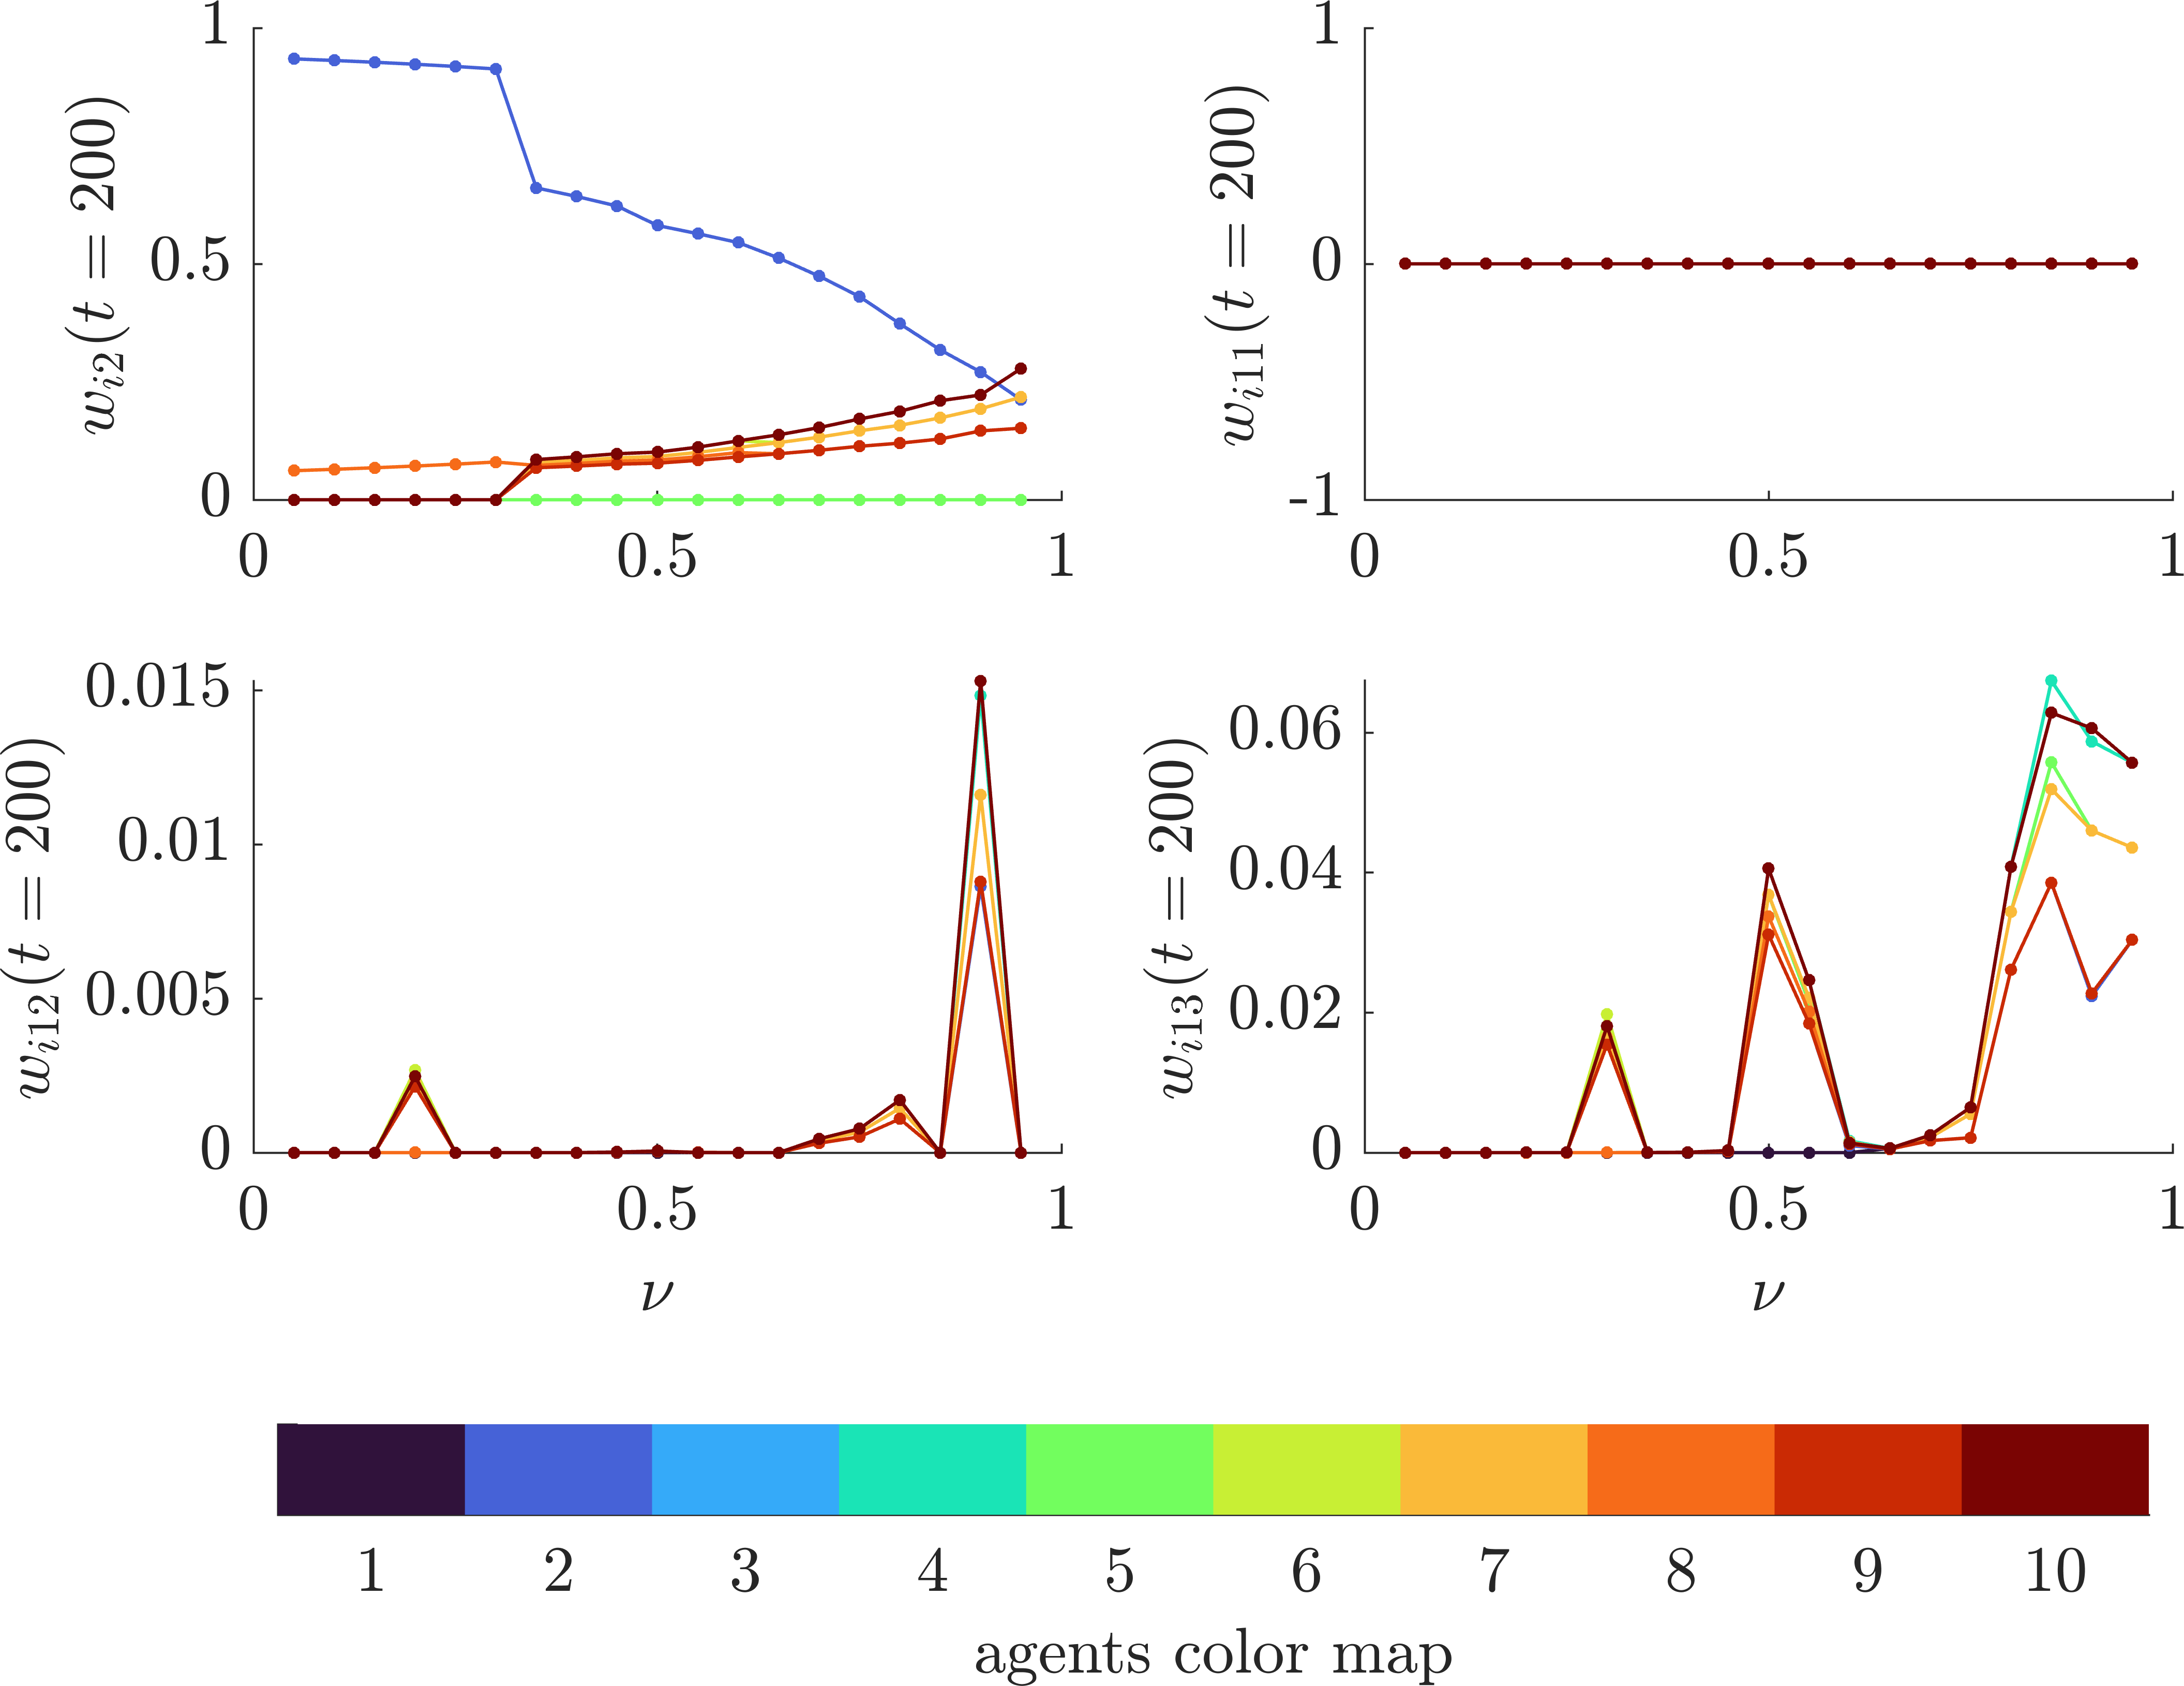 1
0.5
0
w_{i2}(t = 200)
0 0.5 1
1
0
-1
w_{i11}(t = 200)
0 0.5 1
0.015
0.01
0.005
0
w_{i12}(t = 200)
0 0.5 1
ν
0.06
0.04
0.02
0
w_{i13}(t = 200)
0 0.5 1
ν
1 2 3 4 5 6 7 8 9 10
agents color map